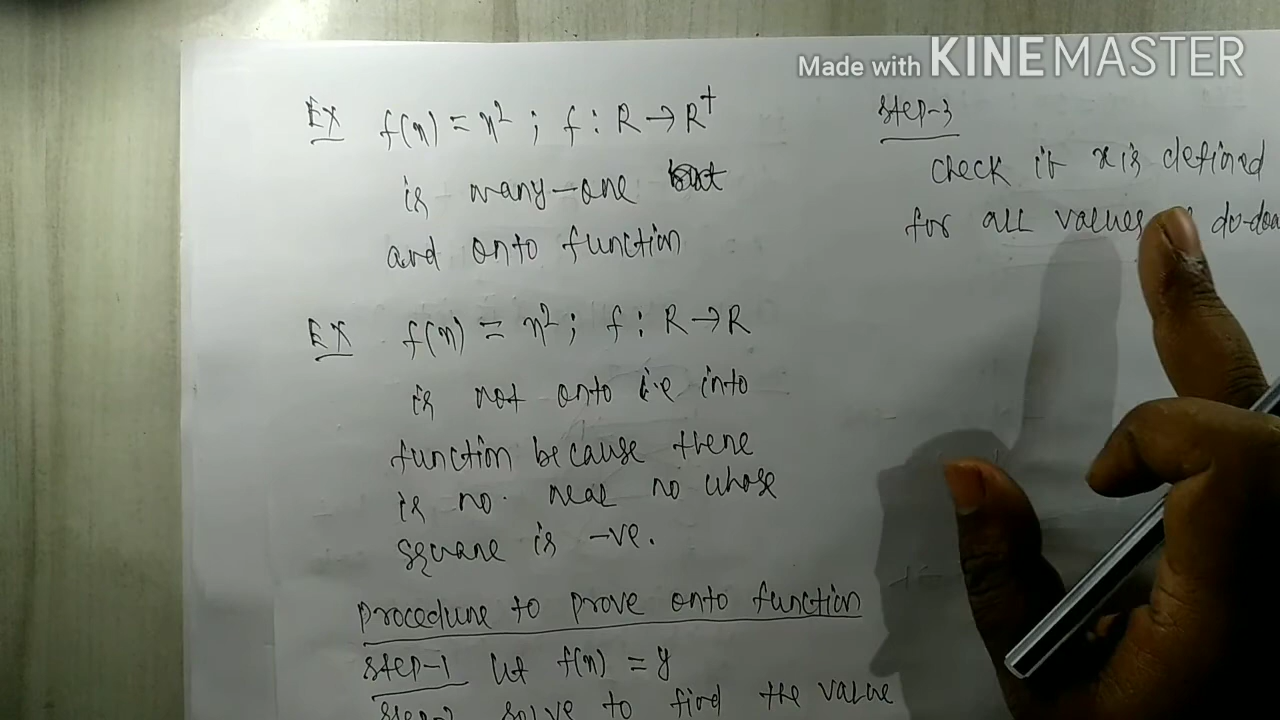 Made with KINEMASTER
Ex f(x) = x²; f: R → R⁺
is many-one
and onto function
Ex f(x) = x²; f: R → R
is not onto i.e into
function because there
is no. real no whose
square is -ve.
procedure to prove onto function
Step-1 let f(x) = y
Step-2 solve to find the value
Step-3
check if x is defined
for all values